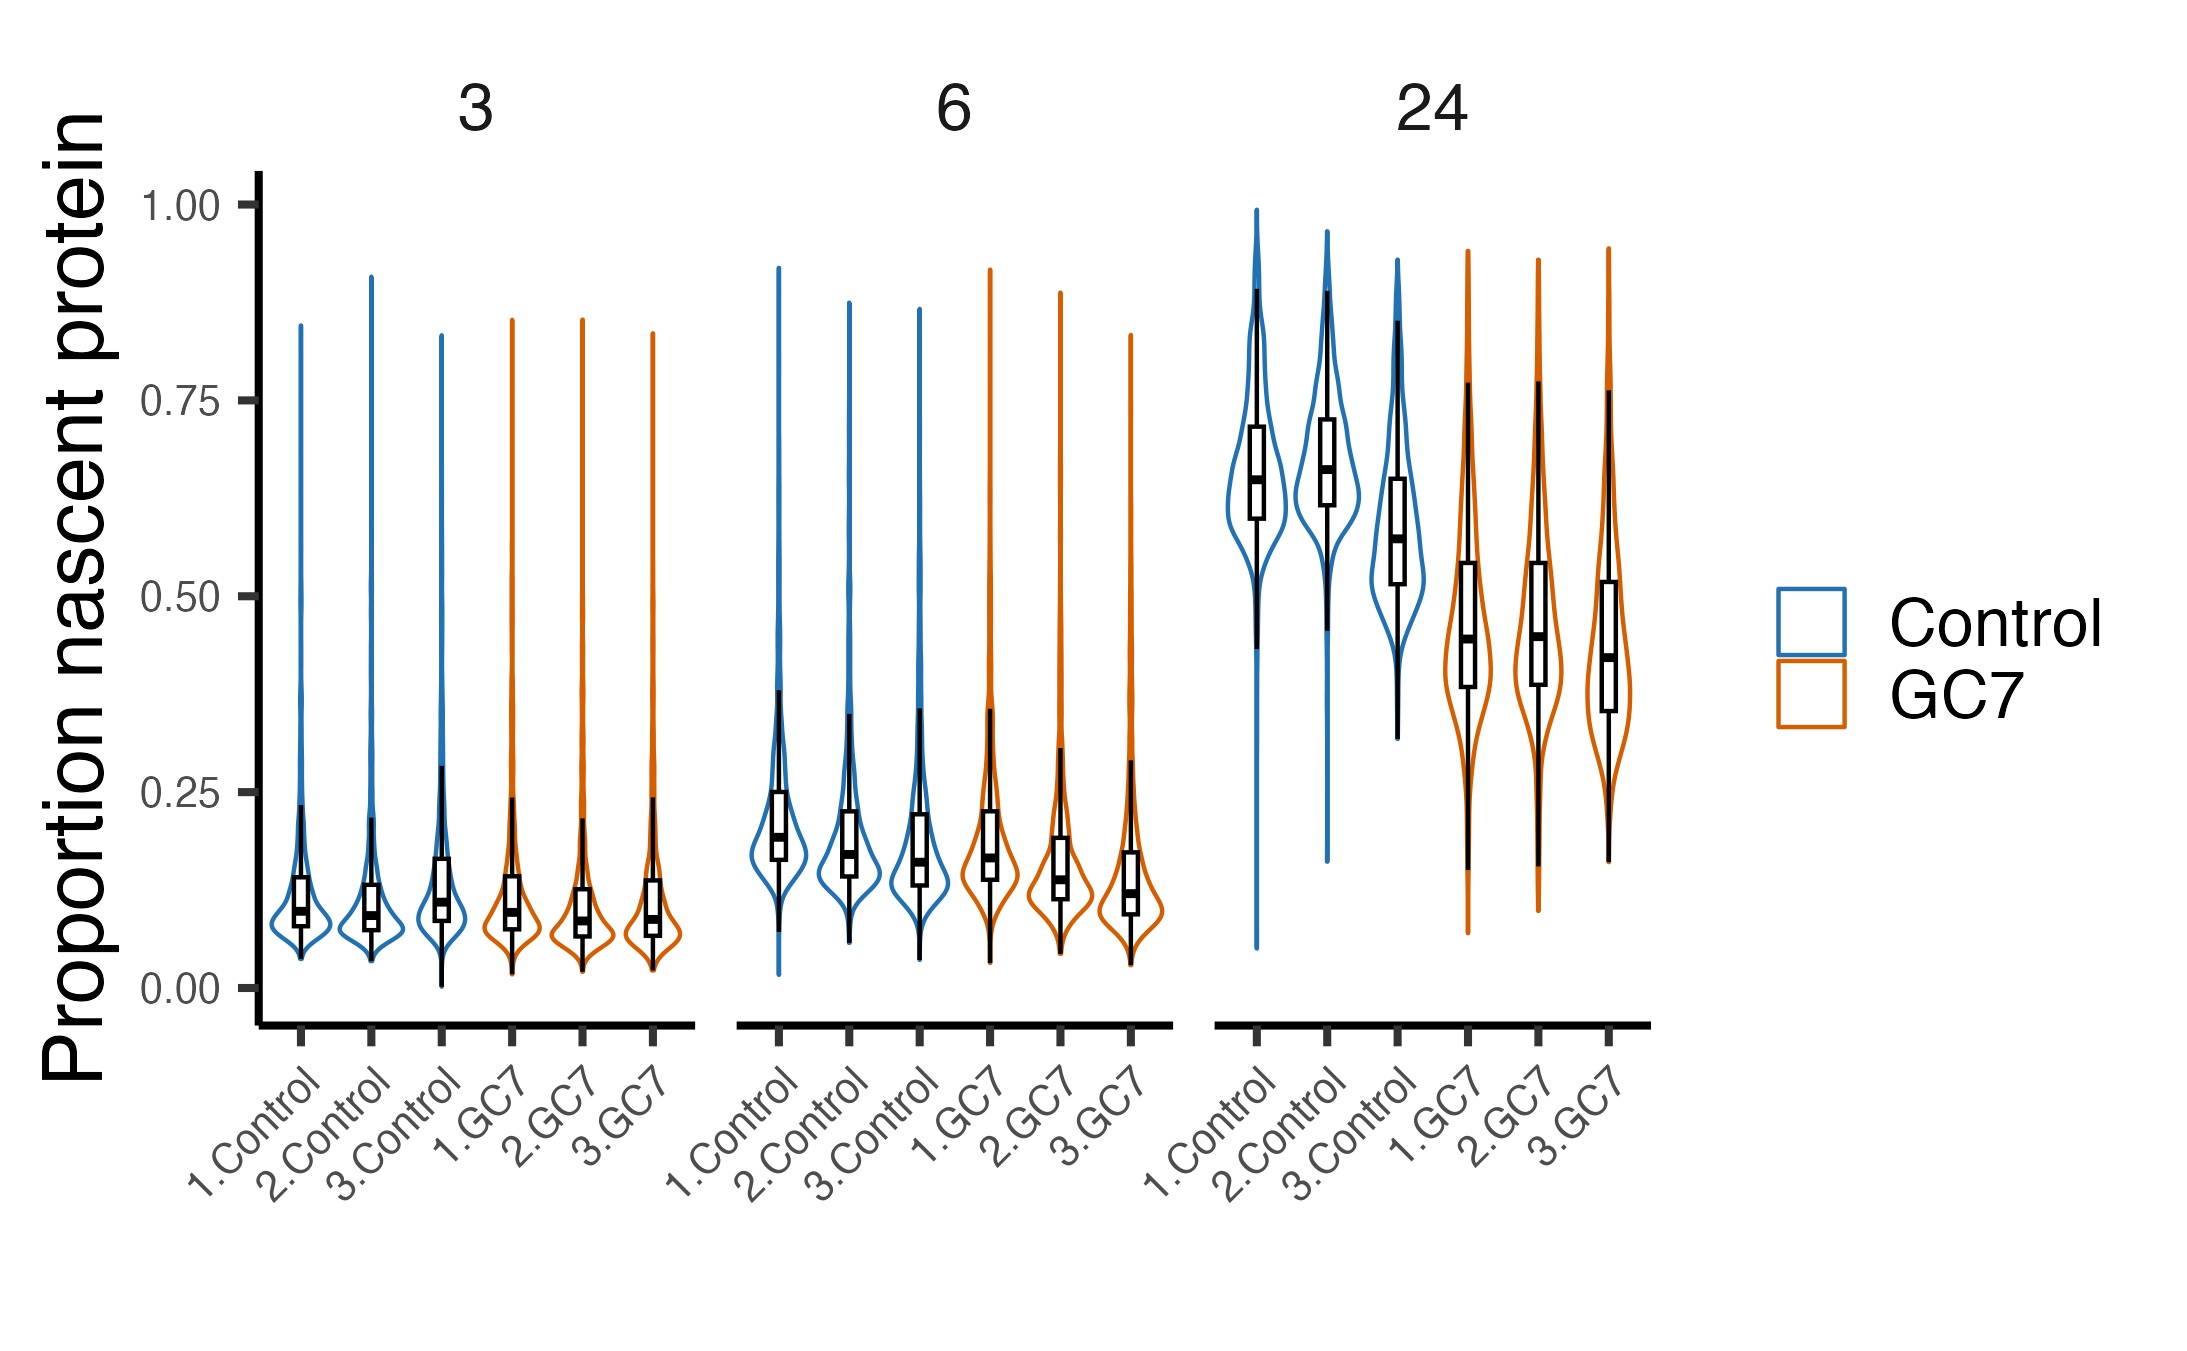 3
6
24
Proportion nascent protein
1.00
0.75
0.50
0.25
0.00
1.Control
2.Control
3.Control
1.GC7
2.GC7
3.GC7
1.Control
2.Control
3.Control
1.GC7
2.GC7
3.GC7
1.Control
2.Control
3.Control
1.GC7
2.GC7
3.GC7
Control
GC7